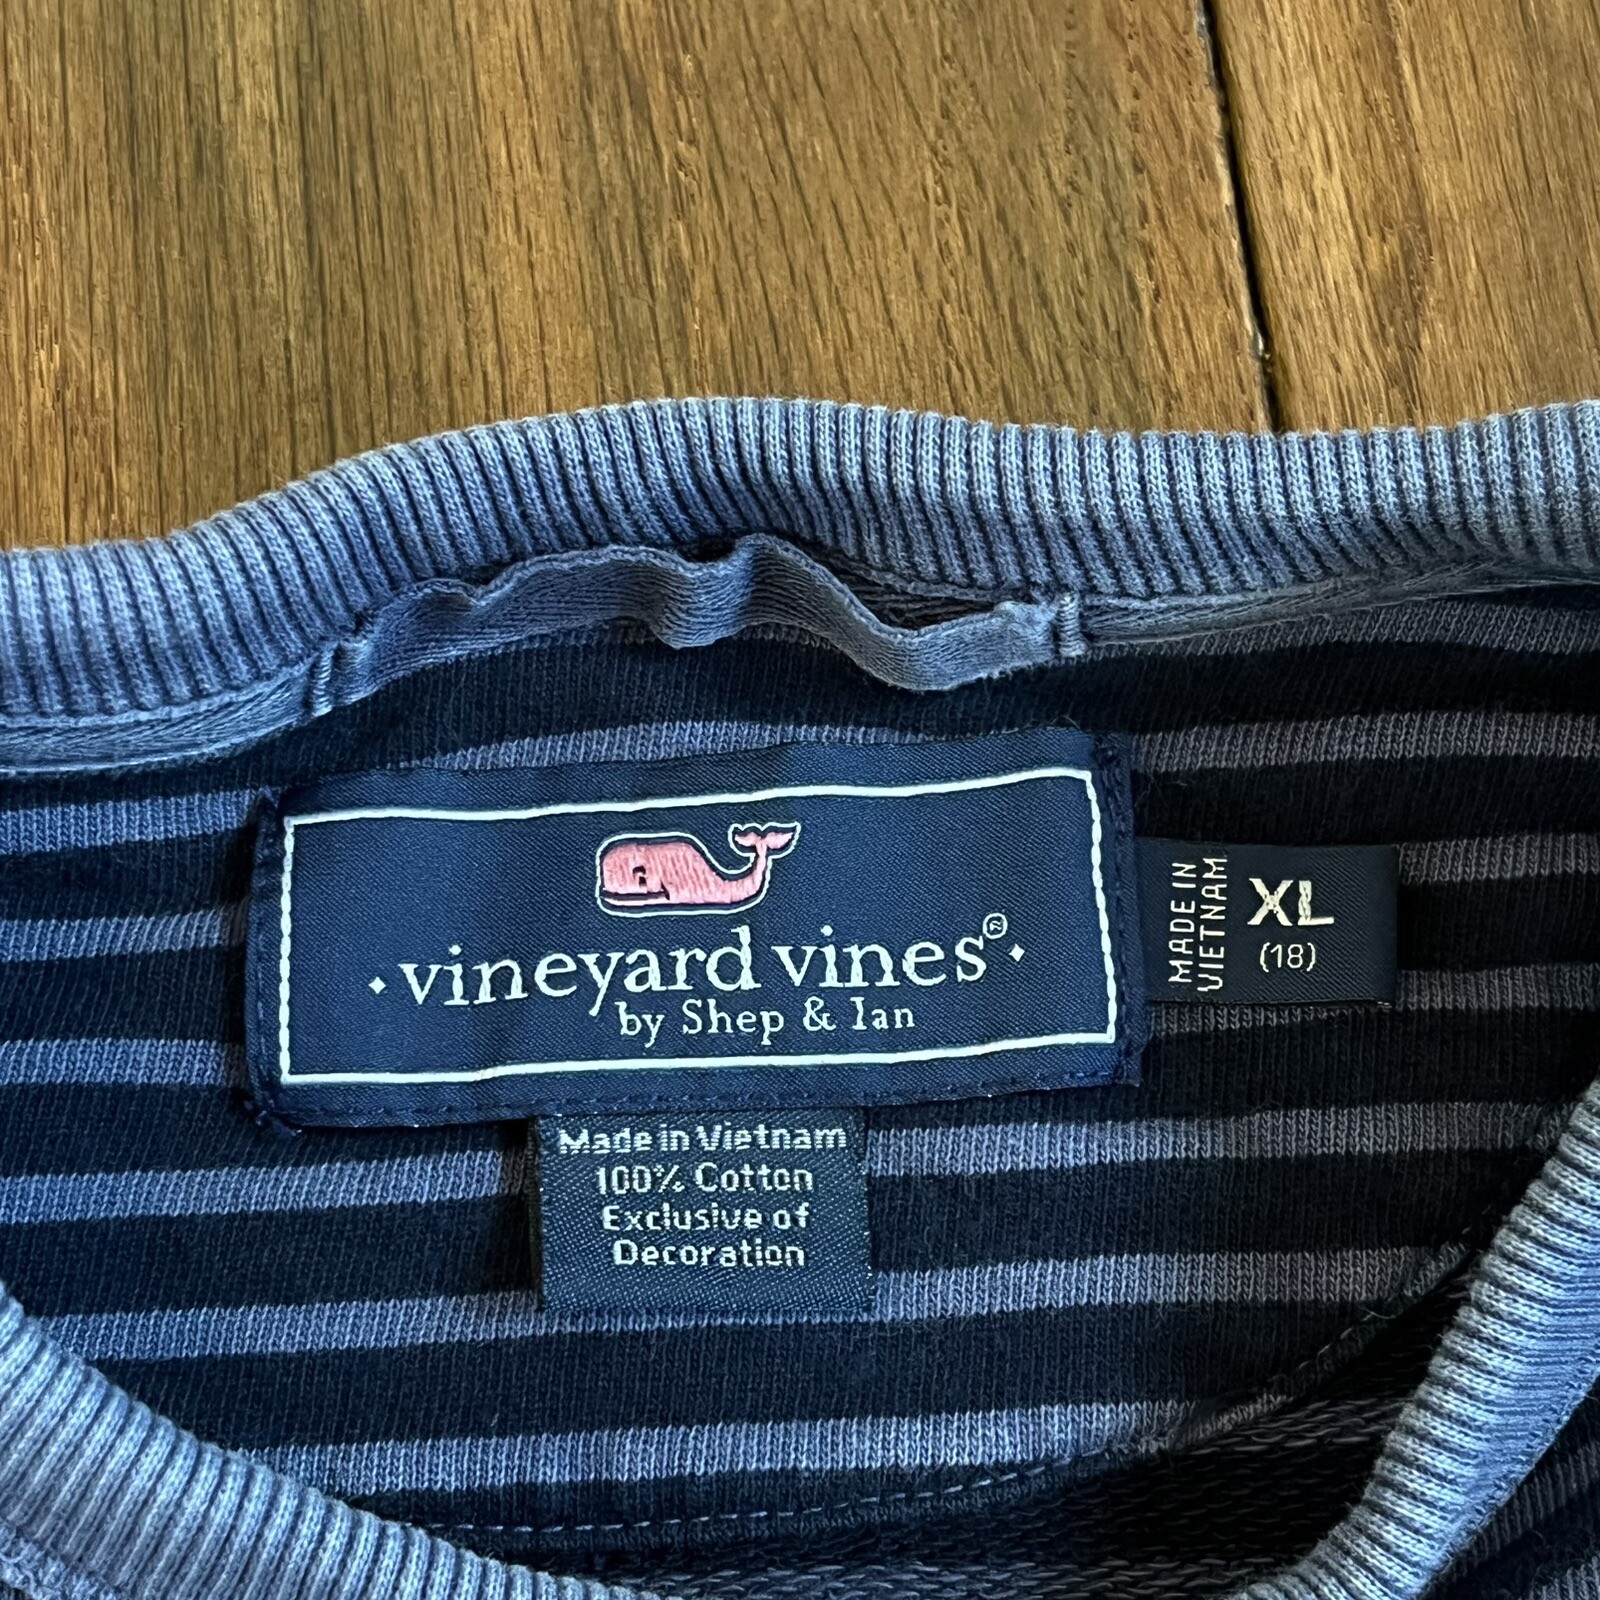 vineyard vines®
by Shep & Ian
MADE IN
VIETNAM
XL
(18)
Made in Vietnam
100% Cotton
Exclusive of
Decoration